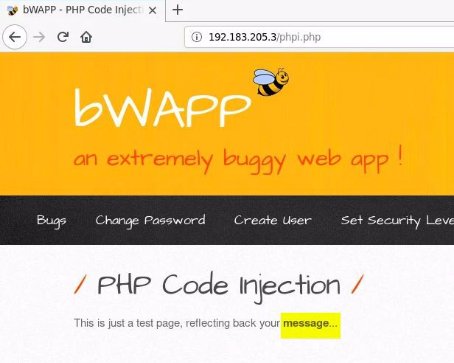 bWAPP - PHP Code Injecti
192.183.205.3/phpi.php
bWAPP
an extremely buggy web app !
Bugs Change Password Create User Set Security Leve
/ PHP Code Injection /
This is just a test page, reflecting back your message...